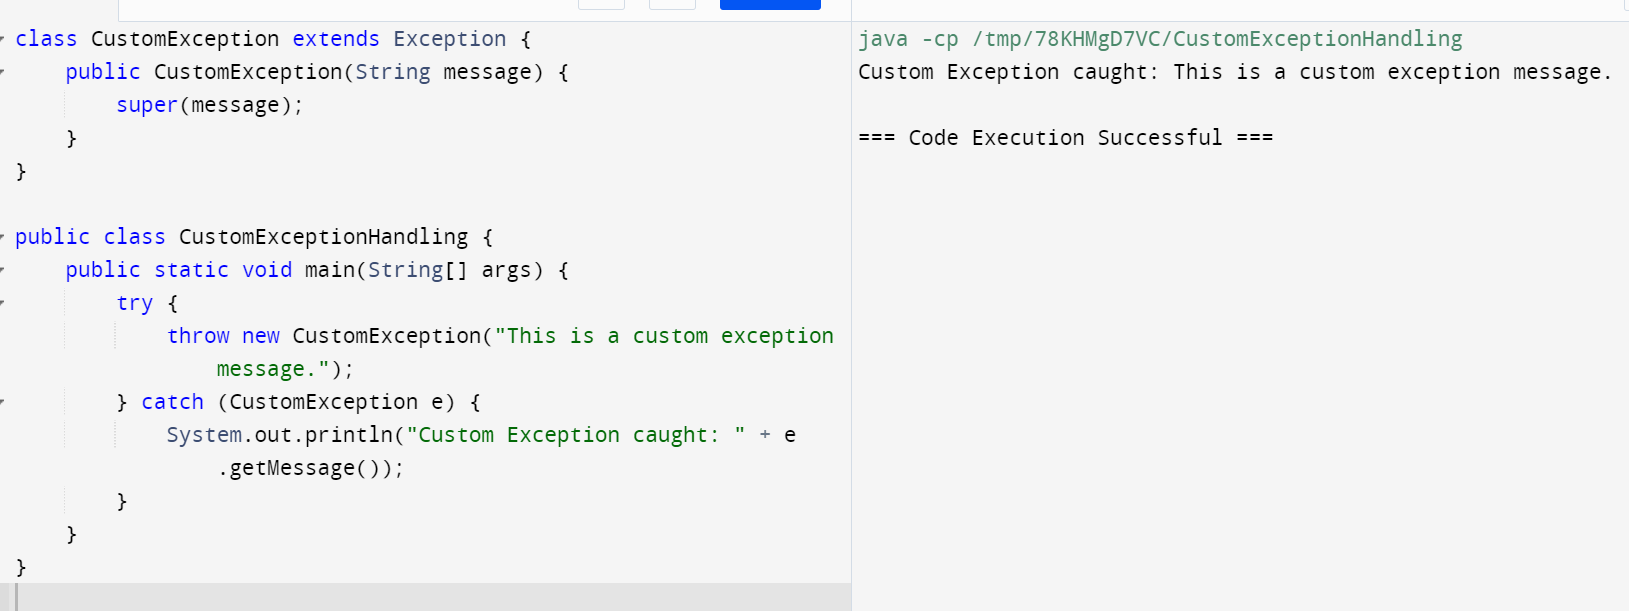 class CustomException extends Exception {
    public CustomException(String message) {
        super(message);
    }
}

public class CustomExceptionHandling {
    public static void main(String[] args) {
        try {
            throw new CustomException("This is a custom exception
                message.");
        } catch (CustomException e) {
            System.out.println("Custom Exception caught: " + e
                .getMessage());
        }
    }
}
java -cp /tmp/78KHMgD7VC/CustomExceptionHandling
Custom Exception caught: This is a custom exception message.

=== Code Execution Successful ===